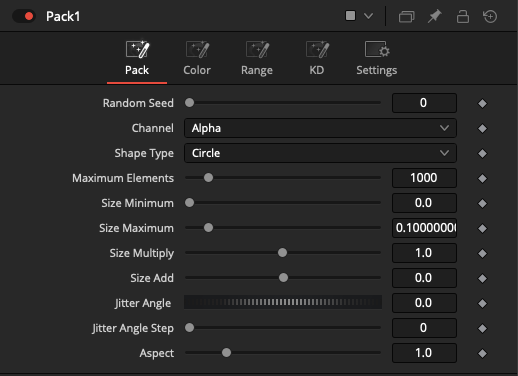 Pack1
Pack Color Range KD Settings
Random Seed 0
Channel Alpha
Shape Type Circle
Maximum Elements 1000
Size Minimum 0.0
Size Maximum 0.1000000
Size Multiply 1.0
Size Add 0.0
Jitter Angle 0.0
Jitter Angle Step 0
Aspect 1.0